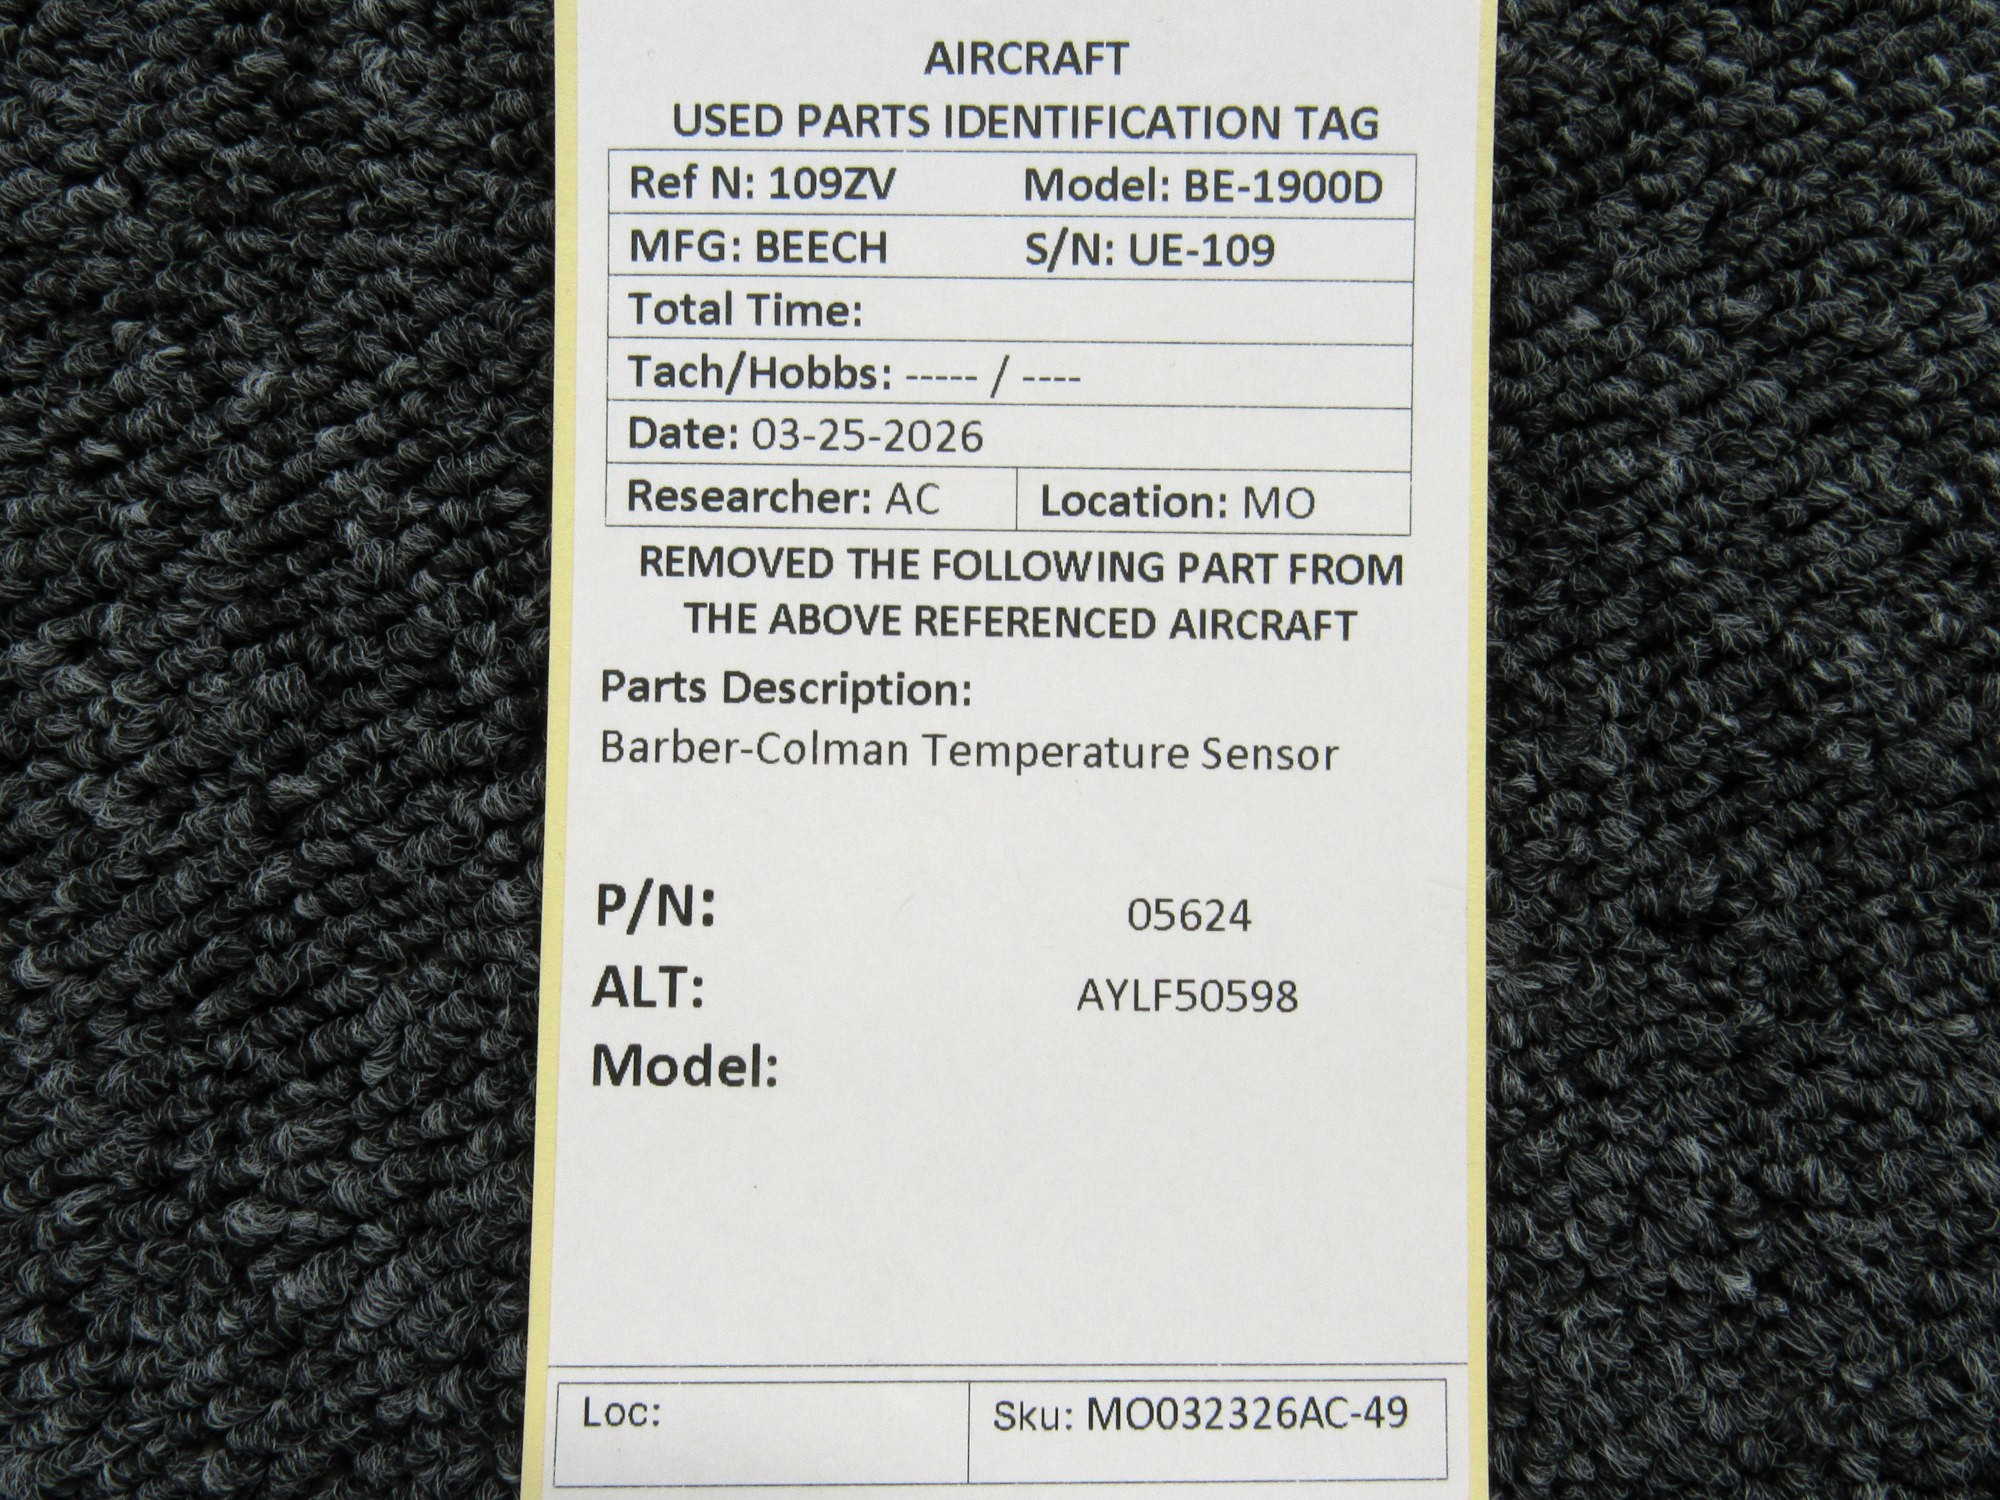 AIRCRAFT
USED PARTS IDENTIFICATION TAG
Ref N: 109ZV Model: BE-1900D
MFG: BEECH S/N: UE-109
Total Time:
Tach/Hobbs: ----- / ----
Date: 03-25-2026
Researcher: AC Location: MO
REMOVED THE FOLLOWING PART FROM
THE ABOVE REFERENCED AIRCRAFT
Parts Description:
Barber-Colman Temperature Sensor
P/N: 05624
ALT: AYLF50598
Model:
Loc: Sku: MO032326AC-49